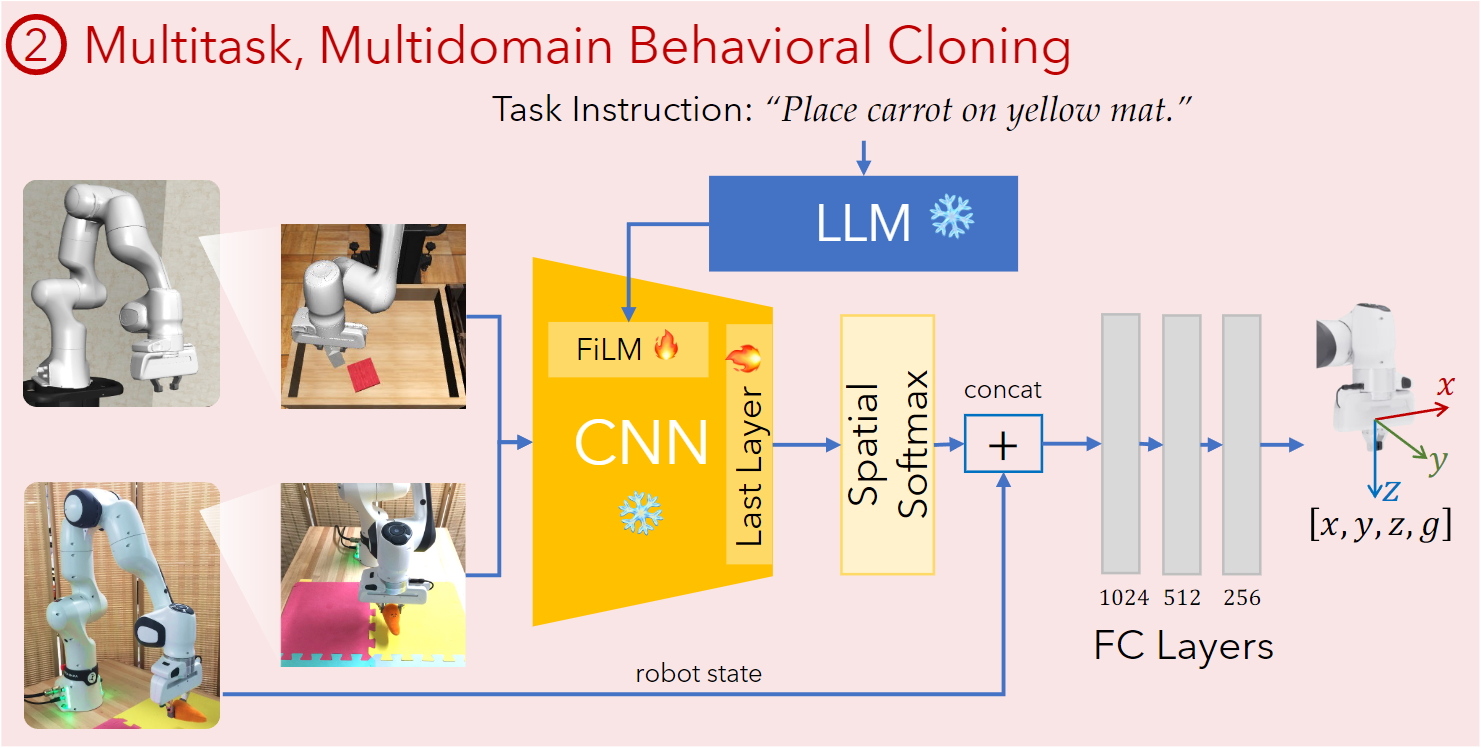 2 Multitask, Multidomain Behavioral Cloning
Task Instruction: “Place carrot on yellow mat.”
LLM
FiLM
CNN
Last Layer
Spatial
Softmax
concat
+
x
y
z
[x, y, z, g]
1024 512 256
FC Layers
robot state